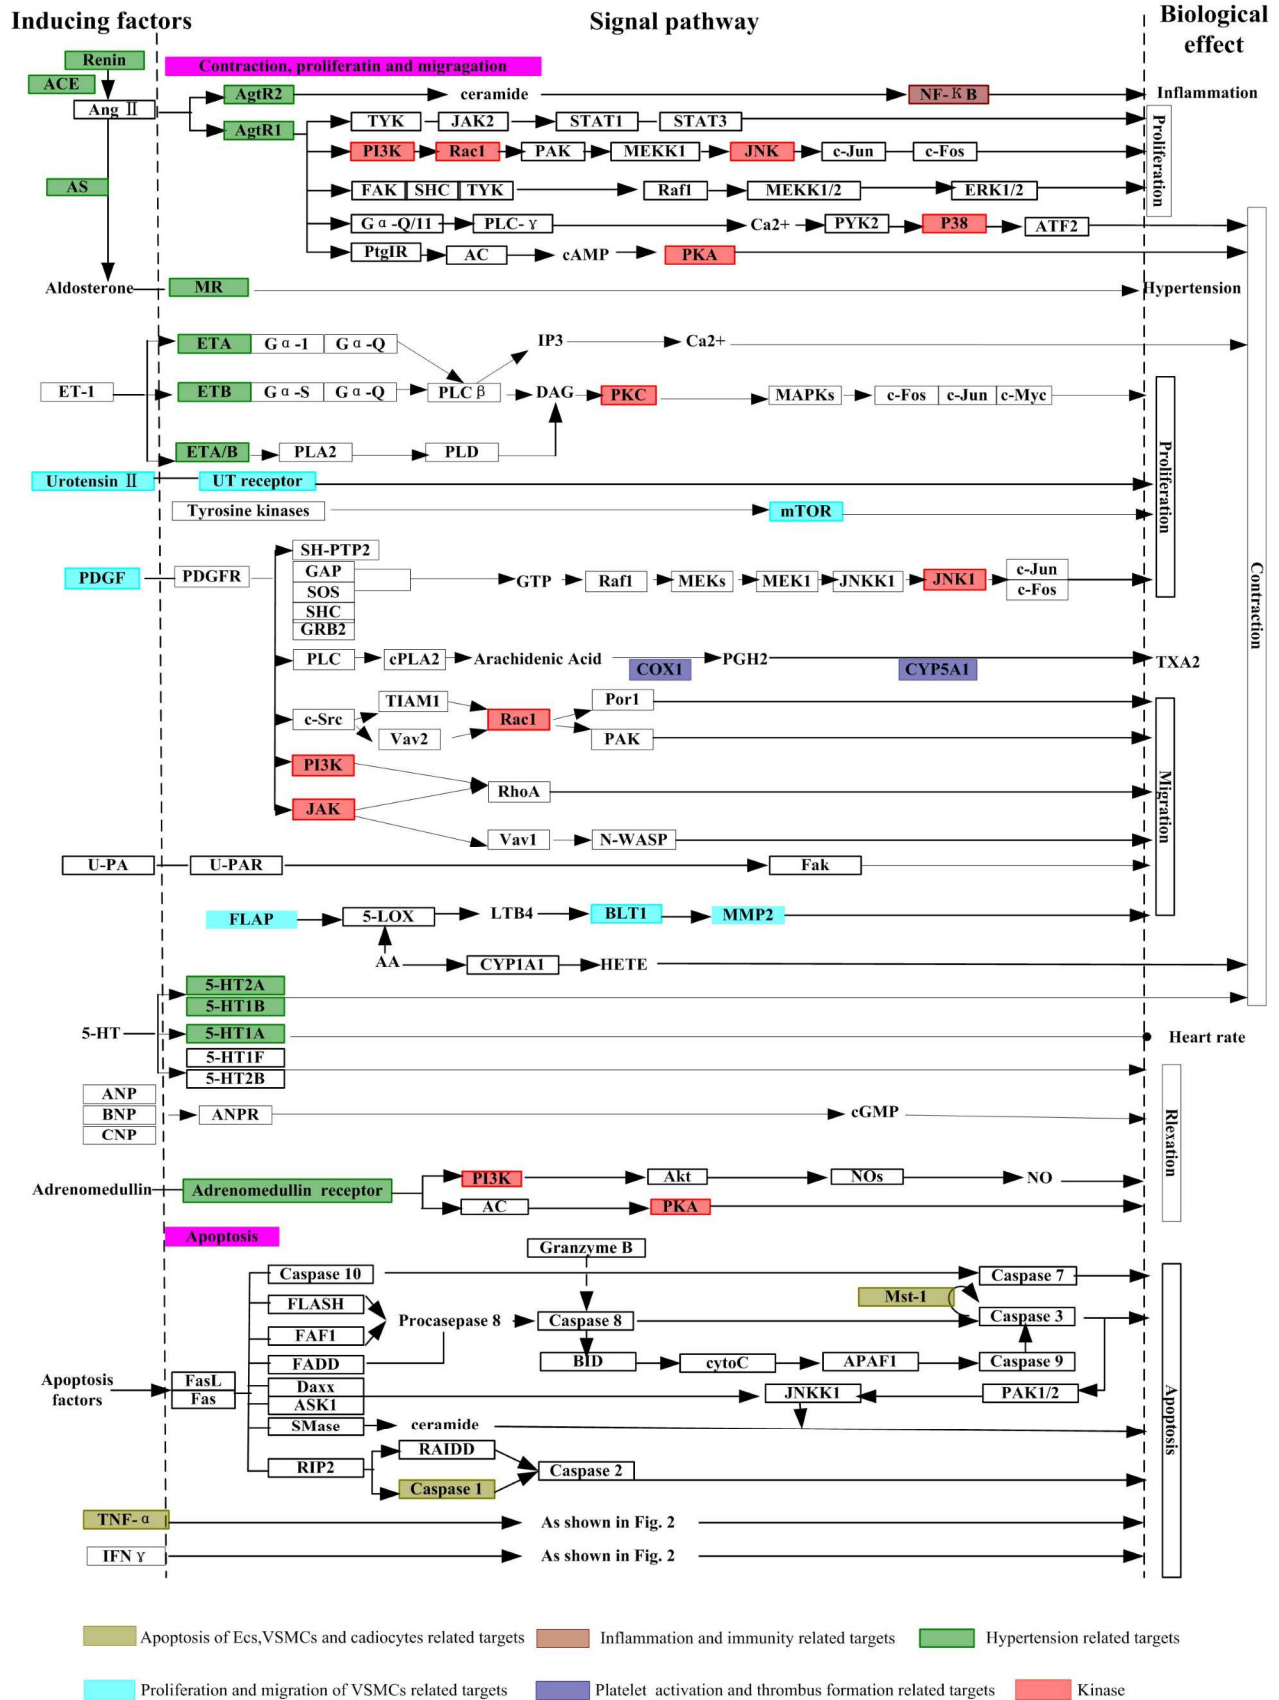 Inducing factors Signal pathway Biological effect
Renin
Contraction, proliferatin and migragation
ACE
AgtR2 ceramide NF-ΚB Inflammation
Ang Ⅱ
AgtR1 TYK JAK2 STAT1 STAT3
PI3K Rac1 PAK MEKK1 JNK c-Jun c-Fos
Proliferation
AS
FAK SHC TYK Raf1 MEKK1/2 ERK1/2
Gα-Q/11 PLC-γ Ca2+ PYK2 P38 ATF2
PtgIR AC cAMP PKA
Aldosterone MR Hypertension
ETA Gα-1 Gα-Q IP3 Ca2+
ET-1 ETB Gα-S Gα-Q PLCβ DAG PKC MAPKs c-Fos c-Jun c-Myc
ETA/B PLA2 PLD
Proliferation
Urotensin Ⅱ UT receptor
Tyrosine kinases mTOR
Contraction
SH-PTP2
PDGF PDGFR GAP GTP Raf1 MEKs MEK1 JNKK1 JNK1 c-Jun
SOS c-Fos
SHC
GRB2
PLC cPLA2 Arachidenic Acid COX1 PGH2 CYP5A1 TXA2
TIAM1 Por1
c-Src Rac1
Vav2 PAK
PI3K
RhoA
Migration
JAK
Vav1 N-WASP
U-PA U-PAR Fak
FLAP 5-LOX LTB4 BLT1 MMP2
AA CYP1A1 HETE
5-HT2A
5-HT1B
5-HT 5-HT1A Heart rate
5-HT1F
5-HT2B
ANP
BNP ANPR cGMP
CNP
Rlexation
Adrenomedullin Adrenomedullin receptor PI3K Akt NOs NO
AC PKA
Apoptosis
Granzyme B
Caspase 10 Caspase 7
FLASH Mst-1
Procasepase 8 Caspase 8 Caspase 3
FAF1
FADD BID cytoC APAF1 Caspase 9
Apoptosis factors FasL
Fas
Daxx JNKK1 PAK1/2
ASK1
SMase ceramide
Apoptosis
RAIDD
RIP2 Caspase 2
Caspase 1
TNF-α As shown in Fig. 2
IFNγ As shown in Fig. 2
Apoptosis of Ecs,VSMCs and cadiocytes related targets Inflammation and immunity related targets Hypertension related targets
Proliferation and migration of VSMCs related targets Platelet activation and thrombus formation related targets Kinase